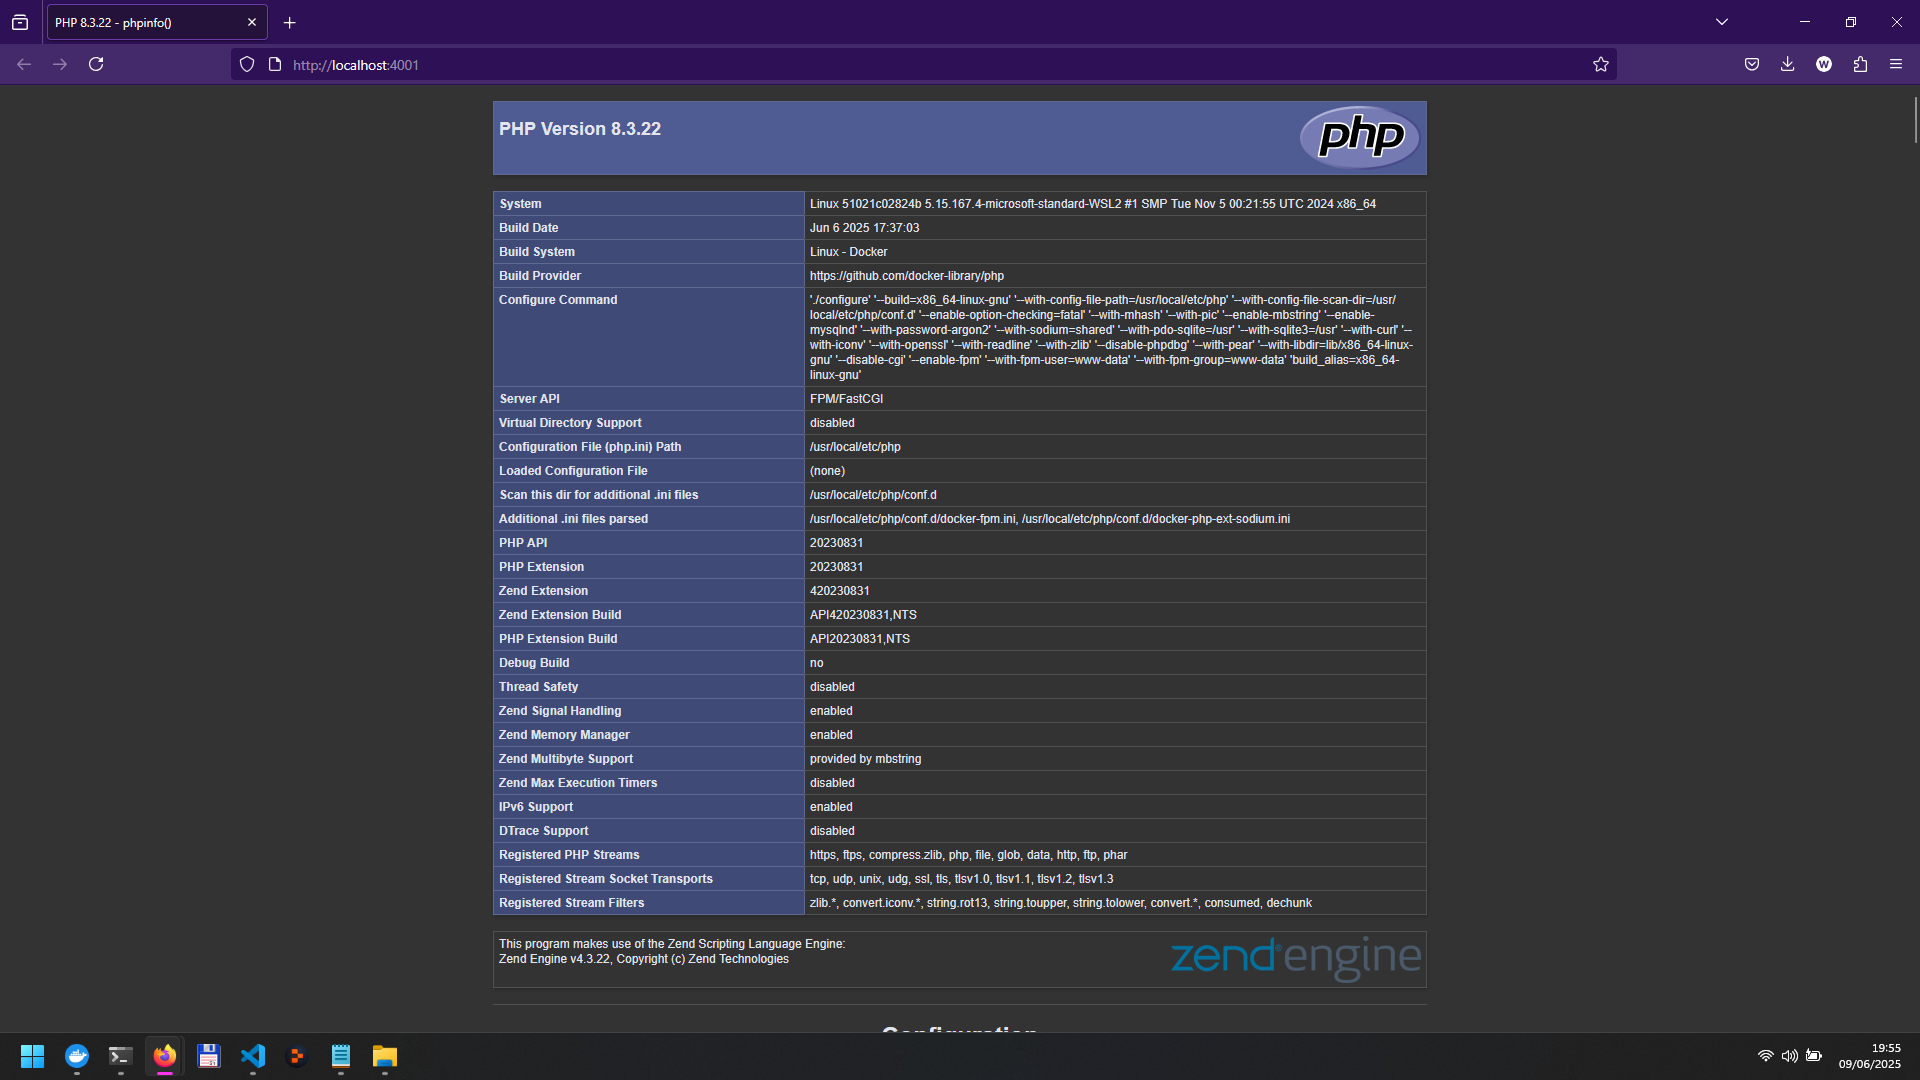 PHP 8.3.22 - phpinfo()
http://localhost:4001
W
PHP Version 8.3.22
php
System Linux 51021c02824b 5.15.167.4-microsoft-standard-WSL2 #1 SMP Tue Nov 5 00:21:55 UTC 2024 x86_64
Build Date Jun 6 2025 17:37:03
Build System Linux - Docker
Build Provider https://github.com/docker-library/php
Configure Command './configure' '--build=x86_64-linux-gnu' '--with-config-file-path=/usr/local/etc/php' '--with-config-file-scan-dir=/usr/
local/etc/php/conf.d' '--enable-option-checking=fatal' '--with-mhash' '--with-pic' '--enable-mbstring' '--enable-
mysqlnd' '--with-password-argon2' '--with-sodium=shared' '--with-pdo-sqlite=/usr' '--with-sqlite3=/usr' '--with-curl' '--
with-iconv' '--with-openssl' '--with-readline' '--with-zlib' '--disable-phpdbg' '--with-pear' '--with-libdir=lib/x86_64-linux-
gnu' '--disable-cgi' '--enable-fpm' '--with-fpm-user=www-data' '--with-fpm-group=www-data' 'build_alias=x86_64-
linux-gnu'
Server API FPM/FastCGI
Virtual Directory Support disabled
Configuration File (php.ini) Path /usr/local/etc/php
Loaded Configuration File (none)
Scan this dir for additional .ini files /usr/local/etc/php/conf.d
Additional .ini files parsed /usr/local/etc/php/conf.d/docker-fpm.ini, /usr/local/etc/php/conf.d/docker-php-ext-sodium.ini
PHP API 20230831
PHP Extension 20230831
Zend Extension 420230831
Zend Extension Build API420230831,NTS
PHP Extension Build API20230831,NTS
Debug Build no
Thread Safety disabled
Zend Signal Handling enabled
Zend Memory Manager enabled
Zend Multibyte Support provided by mbstring
Zend Max Execution Timers disabled
IPv6 Support enabled
DTrace Support disabled
Registered PHP Streams https, ftps, compress.zlib, php, file, glob, data, http, ftp, phar
Registered Stream Socket Transports tcp, udp, unix, udg, ssl, tls, tlsv1.0, tlsv1.1, tlsv1.2, tlsv1.3
Registered Stream Filters zlib.*, convert.iconv.*, string.rot13, string.toupper, string.tolower, convert.*, consumed, dechunk
This program makes use of the Zend Scripting Language Engine:
Zend Engine v4.3.22, Copyright (c) Zend Technologies
zend engine
Configuration
19:55
09/06/2025